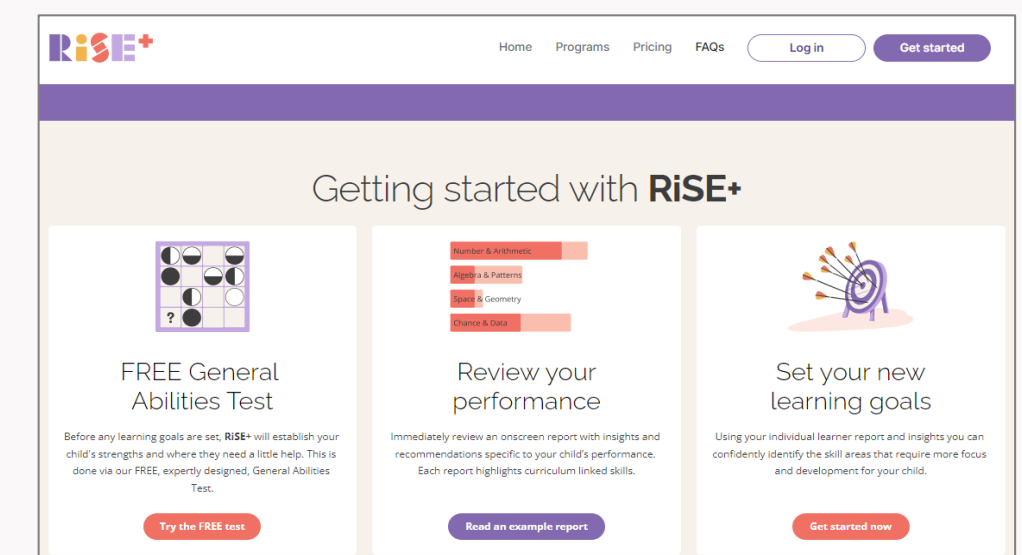 RiSE+
Home Programs Pricing FAQs Log in Get started
Getting started with RiSE+
?
FREE General
Abilities Test
Before any learning goals are set, RiSE+ will establish your
child's strengths and where they need a little help. This is
done via our FREE, expertly designed, General Abilities
Test.
Try the FREE test
Number & Arithmetic
Algebra & Patterns
Space & Geometry
Chance & Data
Review your
performance
Immediately review an onscreen report with insights and
recommendations specific to your child's performance.
Each report highlights curriculum linked skills.
Read an example report
Set your new
learning goals
Using your individual learner report and insights you can
confidently identify the skill areas that require more focus
and development for your child.
Get started now